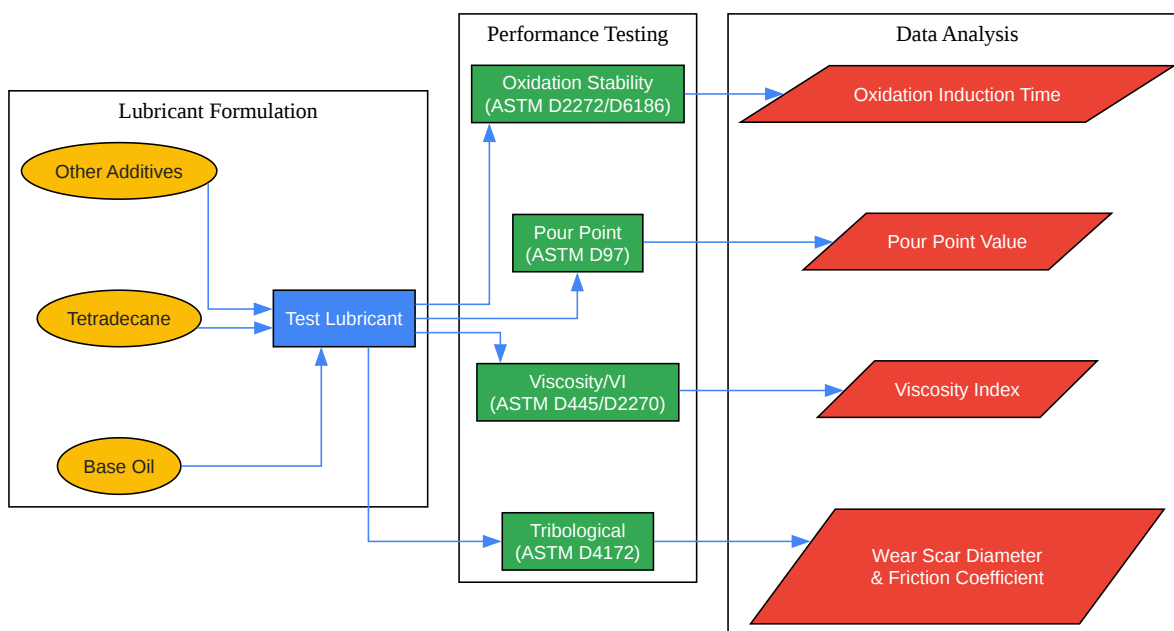 Lubricant Formulation
Other Additives
Tetradecane
Base Oil
Test Lubricant
Performance Testing
Oxidation Stability
(ASTM D2272/D6186)
Pour Point
(ASTM D97)
Viscosity/VI
(ASTM D445/D2270)
Tribological
(ASTM D4172)
Data Analysis
Oxidation Induction Time
Pour Point Value
Viscosity Index
Wear Scar Diameter
& Friction Coefficient